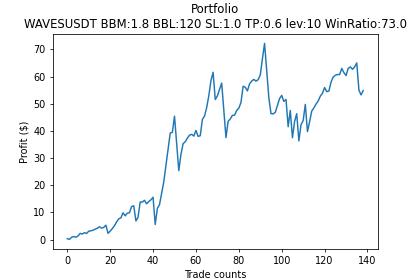 Portfolio
WAVESUSDT BBM:1.8 BBL:120 SL:1.0 TP:0.6 lev:10 WinRatio:73.0
Profit ($)
70
60
50
40
30
20
10
0
0 20 40 60 80 100 120 140
Trade counts